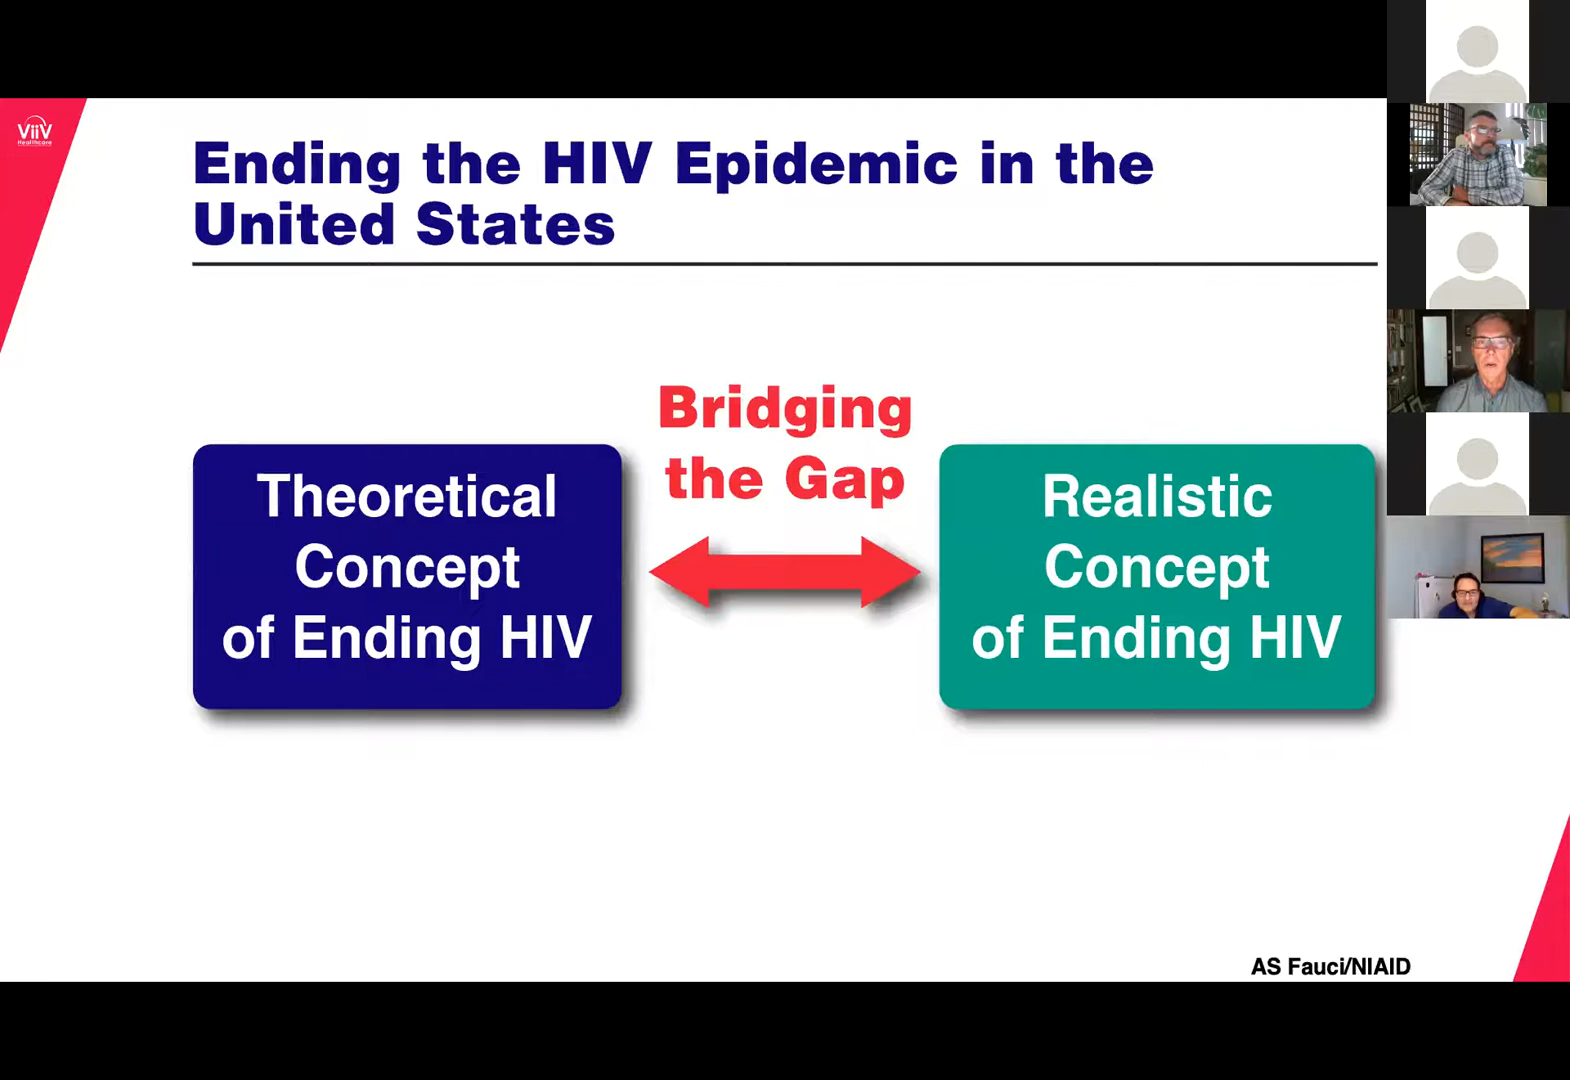 ViiV
Healthcare
Ending the HIV Epidemic in the
United States
Bridging
the Gap
Theoretical
Concept
of Ending HIV
Realistic
Concept
of Ending HIV
AS Fauci/NIAID